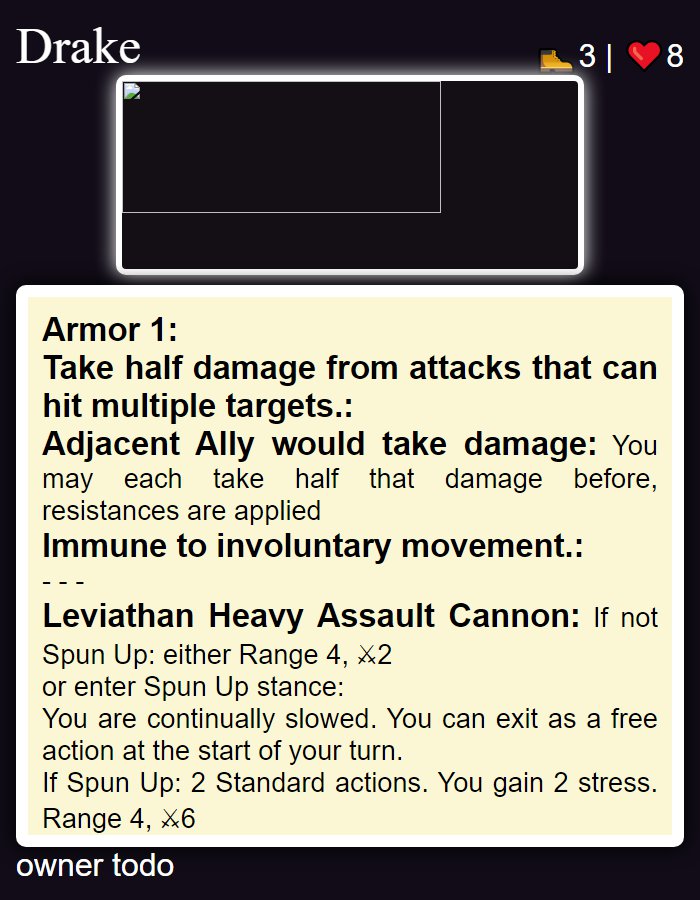 Drake
🥾3 | ❤️8
Armor 1:
Take half damage from attacks that can
hit multiple targets.:
Adjacent Ally would take damage: You
may each take half that damage before,
resistances are applied
Immune to involuntary movement.:
- - -
Leviathan Heavy Assault Cannon: If not
Spun Up: either Range 4, ⚔2
or enter Spun Up stance:
You are continually slowed. You can exit as a free
action at the start of your turn.
If Spun Up: 2 Standard actions. You gain 2 stress.
Range 4, ⚔6
owner todo